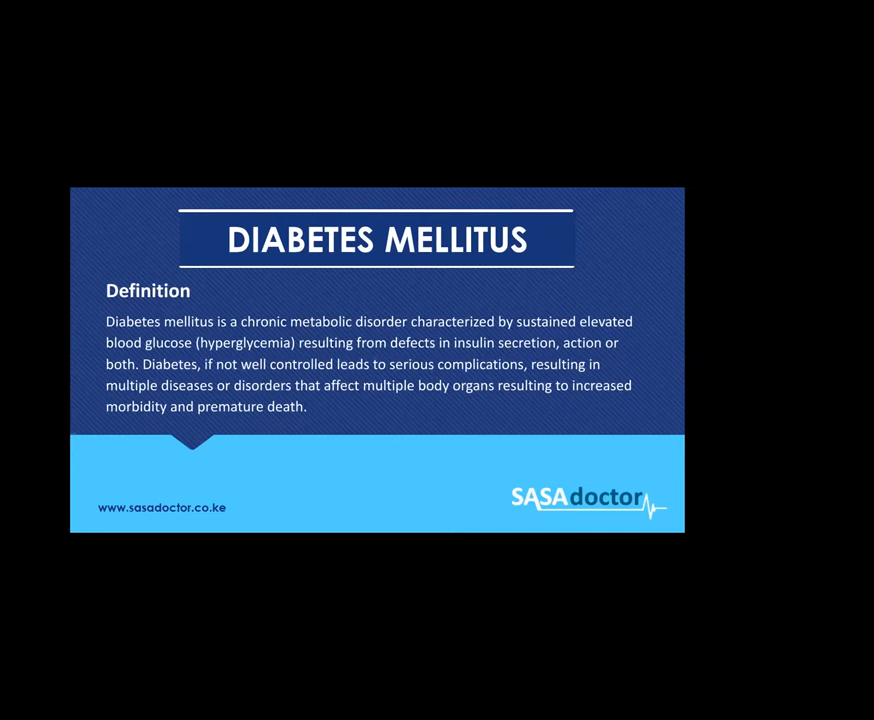 DIABETES MELLITUS
Definition
Diabetes mellitus is a chronic metabolic disorder characterized by sustained elevated
blood glucose (hyperglycemia) resulting from defects in insulin secretion, action or
both. Diabetes, if not well controlled leads to serious complications, resulting in
multiple diseases or disorders that affect multiple body organs resulting to increased
morbidity and premature death.
www.sasadoctor.co.ke
SASAdoctor